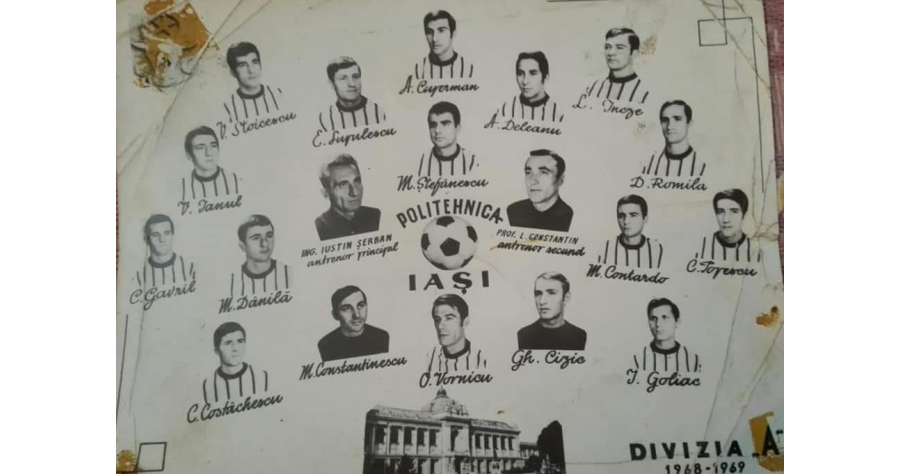 A. Cuperman
L. Incze
V. Stoicescu
E. Lupulescu
A. Deleanu
M. Ștefănescu
D. Romila
V. Ianul
POLITEHNICA
IAȘI
ING. IUSTIN ȘERBAN
antrenor principal
PROF. L. CONSTANTIN
antrenor secund
C. Gavril
M. Dănilă
M. Contardo
C. Topescu
M. Constantinescu
O. Vornicu
Gh. Cizic
I. Goliac
C. Costăchescu
DIVIZIA „A"
1968-1969